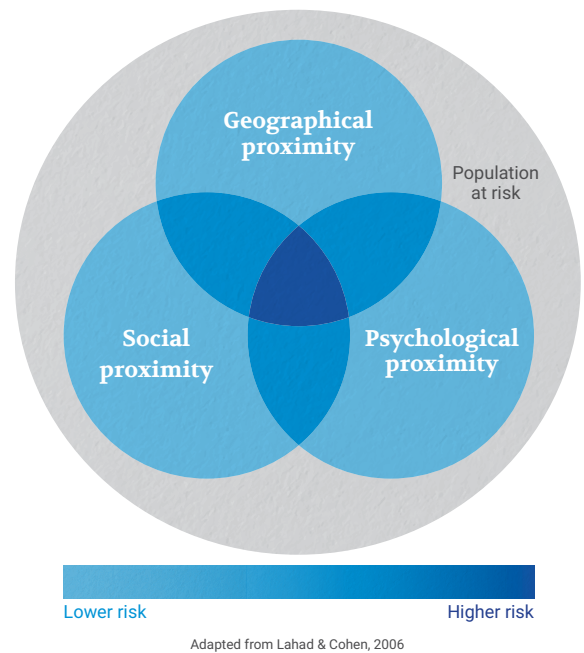 Geographical
proximity
Population
at risk
Social
proximity
Psychological
proximity
Lower risk
Higher risk
Adapted from Lahad & Cohen, 2006